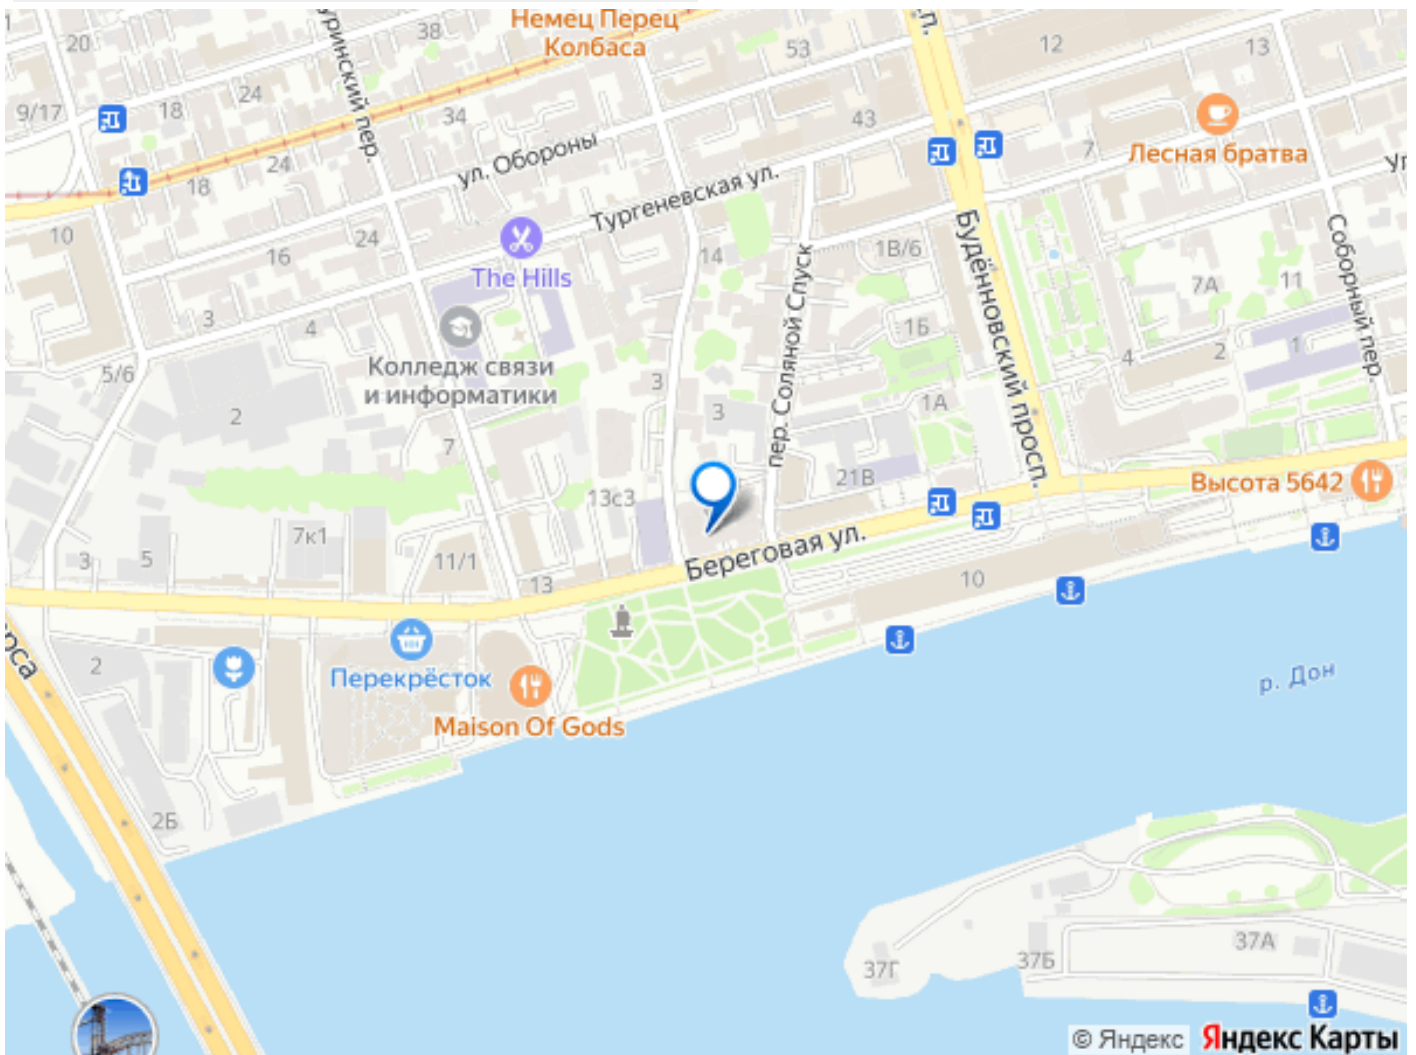 Немец Перец
Колбаса
уринский пер.
38
20
53
12
13
9/17
18
24
34
43
ул. Обороны
7
Лесная братва
24
18
Тургеневская ул.
10
24
16
The Hills
14
1В/6
Будённовский просп.
Соборный пер.
пер. Соляной Спуск
7А
11
3
4
1Б
5/6
Колледж связи
и информатики
4
2
1
2
3
3
1А
7
13с3
21В
Высота 5642
Береговая ул.
7к1
3
5
11/1
13
10
рса
2
Перекрёсток
Maison Of Gods
р. Дон
2Б
37Г
37Б
37А
© Яндекс Яндекс Карты